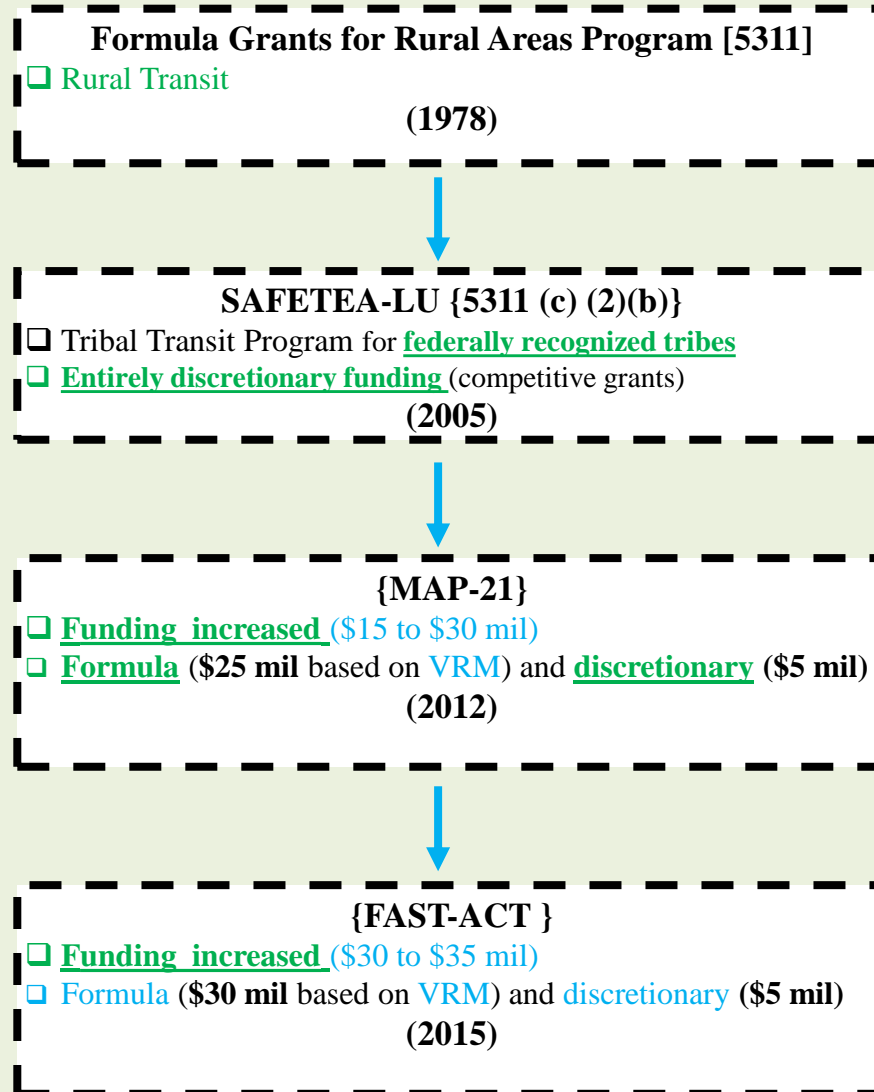 Formula Grants for Rural Areas Program [5311]
Rural Transit
(1978)
SAFETEA-LU {5311 (c) (2)(b)}
Tribal Transit Program for federally recognized tribes
Entirely discretionary funding (competitive grants)
(2005)
{MAP-21}
Funding increased ($15 to $30 mil)
Formula ($25 mil based on VRM) and discretionary ($5 mil)
(2012)
{FAST-ACT }
Funding increased ($30 to $35 mil)
Formula ($30 mil based on VRM) and discretionary ($5 mil)
(2015)